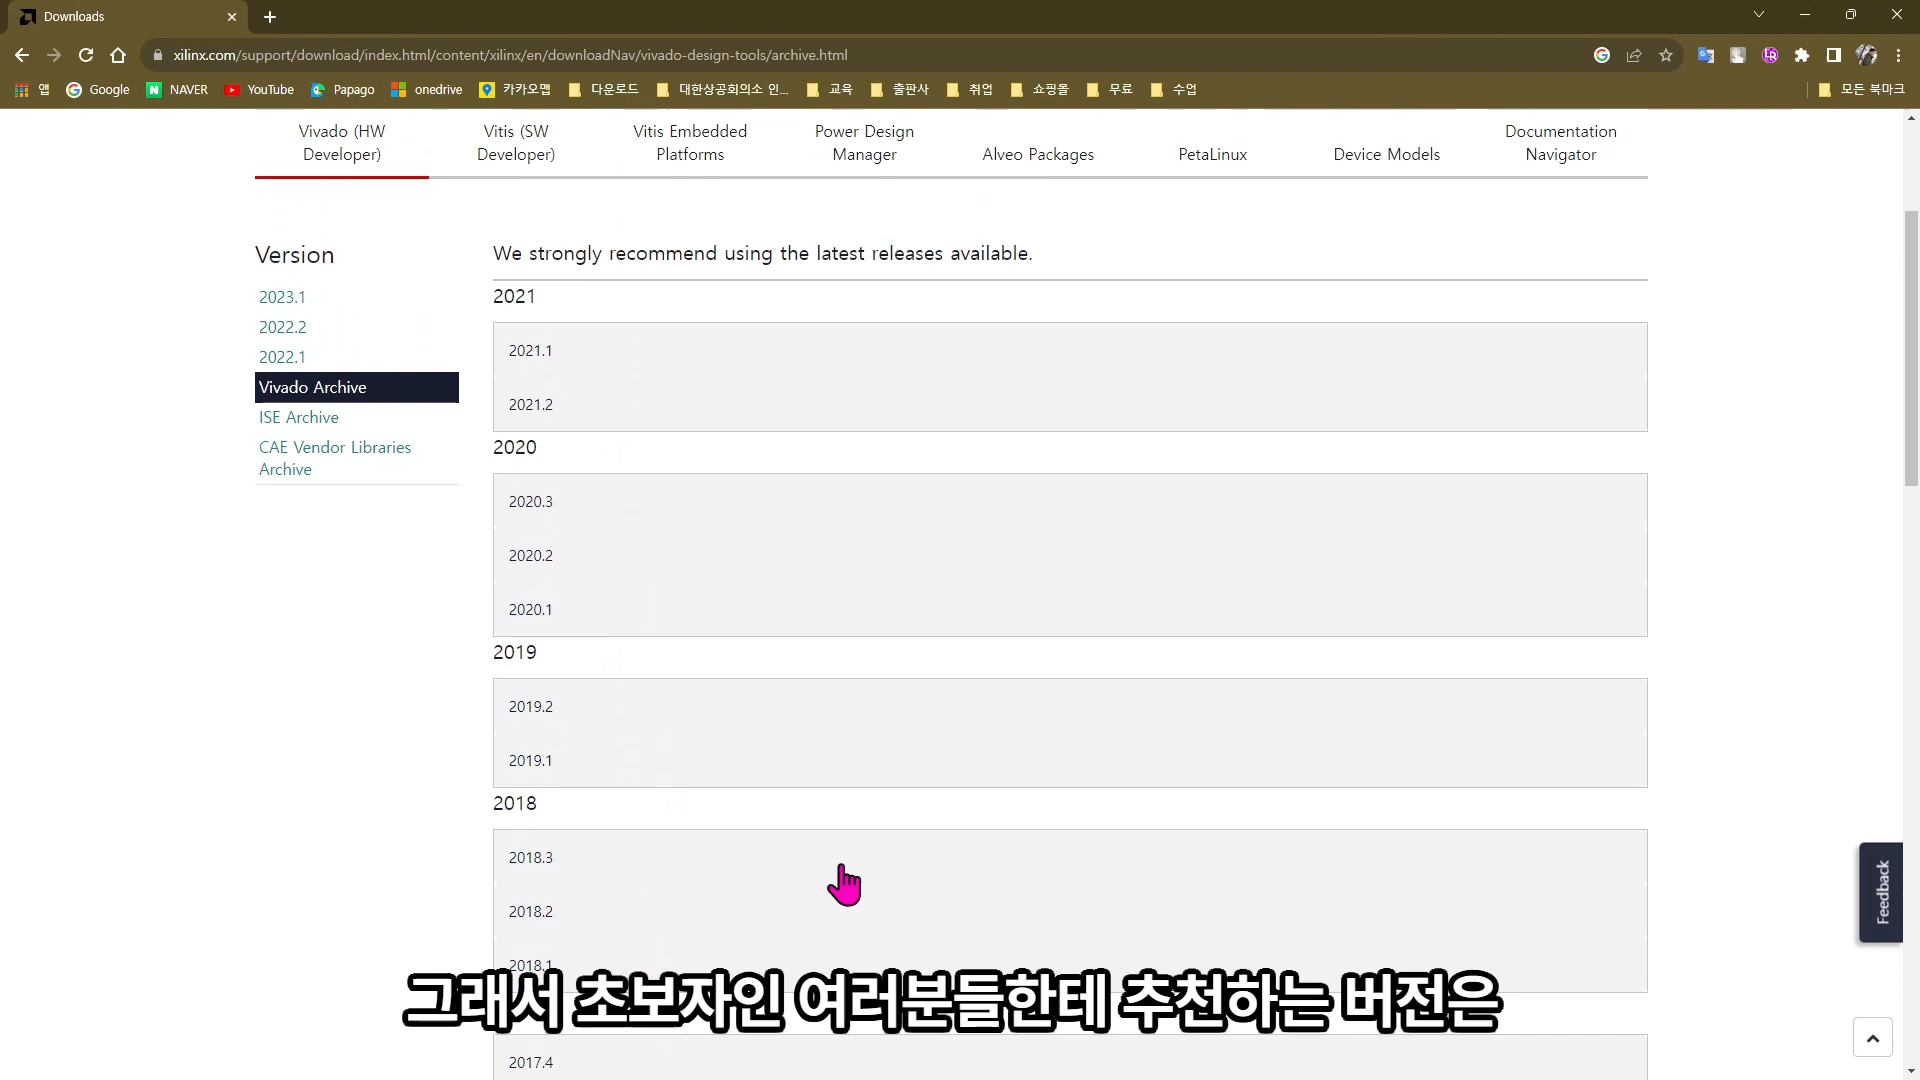 Downloads
xilinx.com/support/download/index.html/content/xilinx/en/downloadNav/vivado-design-tools/archive.html
앱 Google NAVER YouTube Papago onedrive 카카오맵 다운로드 대한상공회의소 인... 교육 출판사 취업 쇼핑몰 무료 수업 모든 북마크
Vivado (HW
Developer)
Vitis (SW
Developer)
Vitis Embedded
Platforms
Power Design
Manager
Alveo Packages
PetaLinux
Device Models
Documentation
Navigator
Version
2023.1
2022.2
2022.1
Vivado Archive
ISE Archive
CAE Vendor Libraries
Archive
We strongly recommend using the latest releases available.
2021
2021.1
2021.2
2020
2020.3
2020.2
2020.1
2019
2019.2
2019.1
2018
2018.3
2018.2
2018.1
그래서 초보자인 여러분들한테 추천하는 버전은
2017.4
Feedback